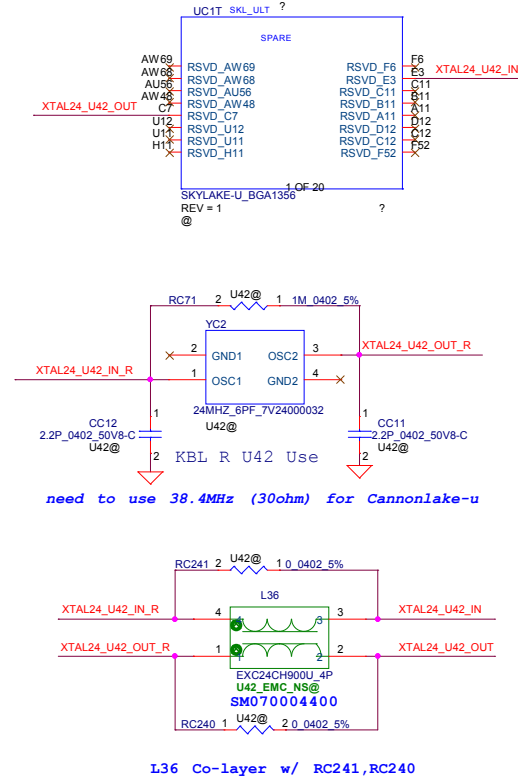 UC1T SKL_ULT ?
SPARE
AW69 RSVD_AW69 RSVD_F6 F6
AW68 RSVD_AW68 RSVD_E3 E3 XTAL24_U42_IN
AU56 RSVD_AU56 RSVD_C11 C11
AW48 RSVD_AW48 RSVD_B11 B11
XTAL24_U42_OUT C7 RSVD_C7 RSVD_A11 A11
U12 RSVD_U12 RSVD_D12 D12
U11 RSVD_U11 RSVD_C12 C12
H11 RSVD_H11 RSVD_F52 F52
1 OF 20
SKYLAKE-U_BGA1356
REV = 1 ?
@
RC71 2 U42@ 1 1M_0402_5%
YC2
2 GND1 OSC2 3 XTAL24_U42_OUT_R
XTAL24_U42_IN_R 1 OSC1 GND2 4
24MHZ_6PF_7V24000032
U42@
1 1
CC12 CC11
2.2P_0402_50V8-C 2.2P_0402_50V8-C
U42@ U42@
2 2
KBL R U42 Use
need to use 38.4MHz (30ohm) for Cannonlake-u
RC241 2 U42@ 1 0_0402_5%
L36
XTAL24_U42_IN_R 4 4 3 3 XTAL24_U42_IN
XTAL24_U42_OUT_R 1 1 2 2 XTAL24_U42_OUT
EXC24CH900U_4P
U42_EMC_NS@
SM070004400
RC240 1 U42@ 2 0_0402_5%
L36 Co-layer w/ RC241,RC240